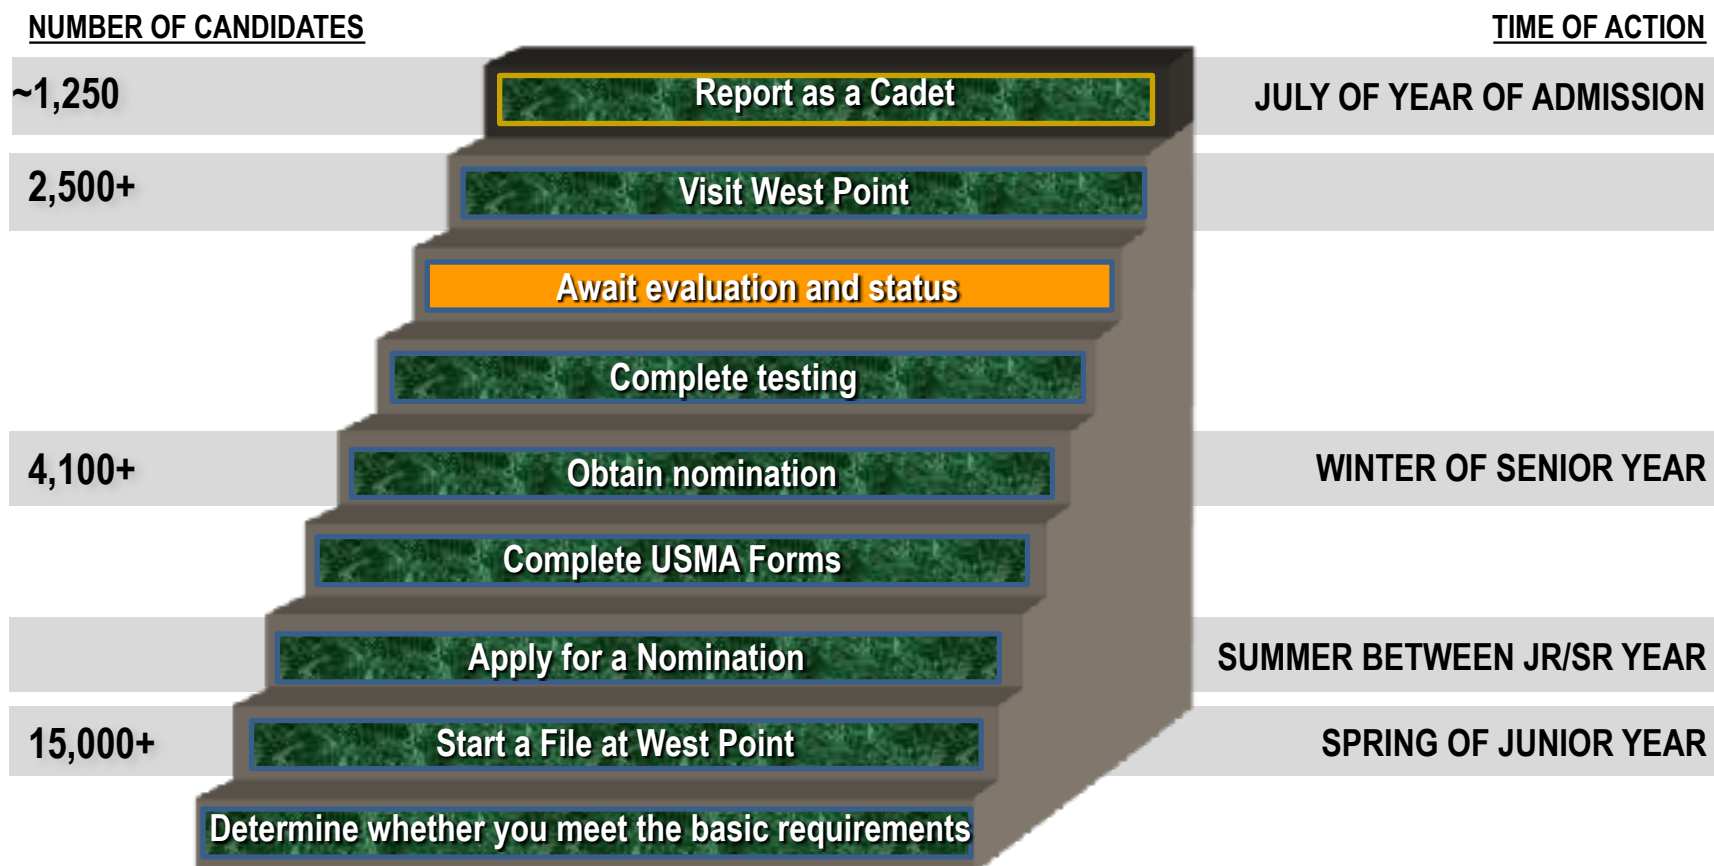 NUMBER OF CANDIDATES
TIME OF ACTION
~1,250
Report as a Cadet
JULY OF YEAR OF ADMISSION
2,500+
Visit West Point
Await evaluation and status
Complete testing
4,100+
Obtain nomination
WINTER OF SENIOR YEAR
Complete USMA Forms
Apply for a Nomination
SUMMER BETWEEN JR/SR YEAR
15,000+
Start a File at West Point
SPRING OF JUNIOR YEAR
Determine whether you meet the basic requirements